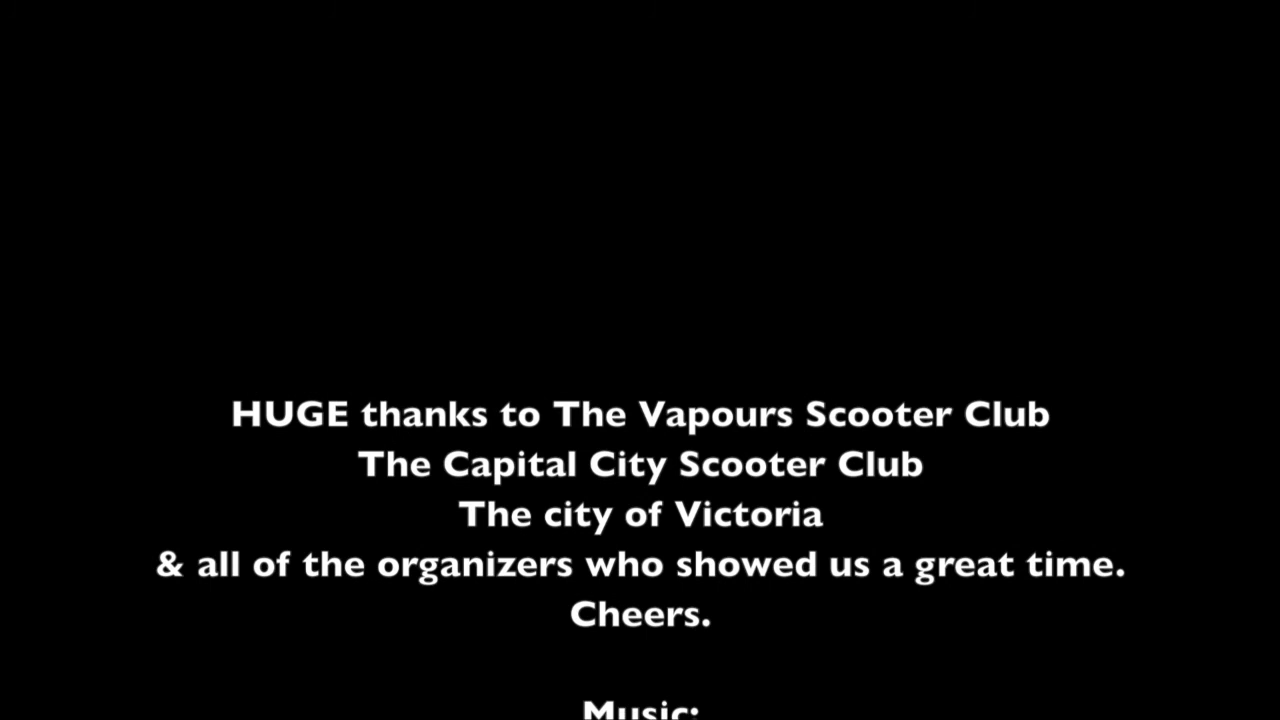 HUGE thanks to The Vapours Scooter Club
The Capital City Scooter Club
The city of Victoria
& all of the organizers who showed us a great time.
Cheers.
Music: